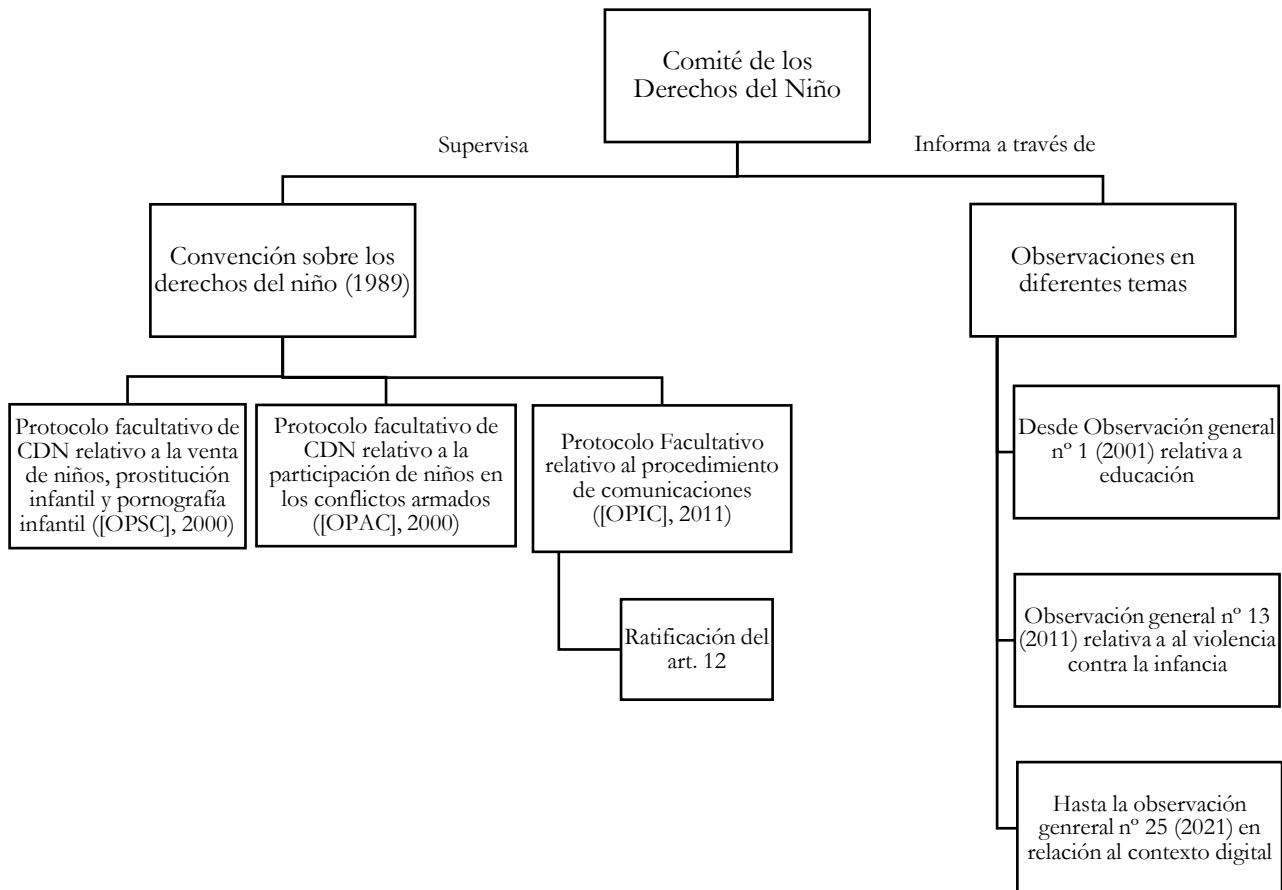 Comité de los
Derechos del Niño
Supervisa
Informa a través de
Convención sobre los
derechos del niño (1989)
Observaciones en
diferentes temas
Protocolo facultativo de
CDN relativo a la venta
de niños, prostitución
infantil y pornografía
infantil ([OPSC], 2000)
Protocolo facultativo de
CDN relativo a la
participación de niños en
los conflictos armados
([OPAC], 2000)
Protocolo Facultativo
relativo al procedimiento
de comunicaciones
([OPIC], 2011)
Ratificación del
art. 12
Desde Observación general
nº 1 (2001) relativa a
educación
Observación general nº 13
(2011) relativa a al violencia
contra la infancia
Hasta la observación
genreral nº 25 (2021) en
relación al contexto digital